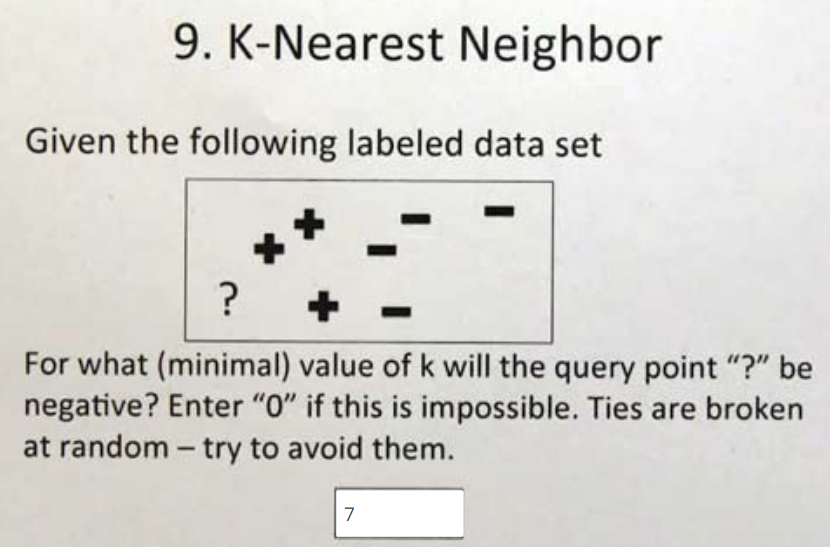 9. K-Nearest Neighbor
Given the following labeled data set
+ + - -
-
? + -
For what (minimal) value of k will the query point “?” be
negative? Enter “0” if this is impossible. Ties are broken
at random – try to avoid them.
7